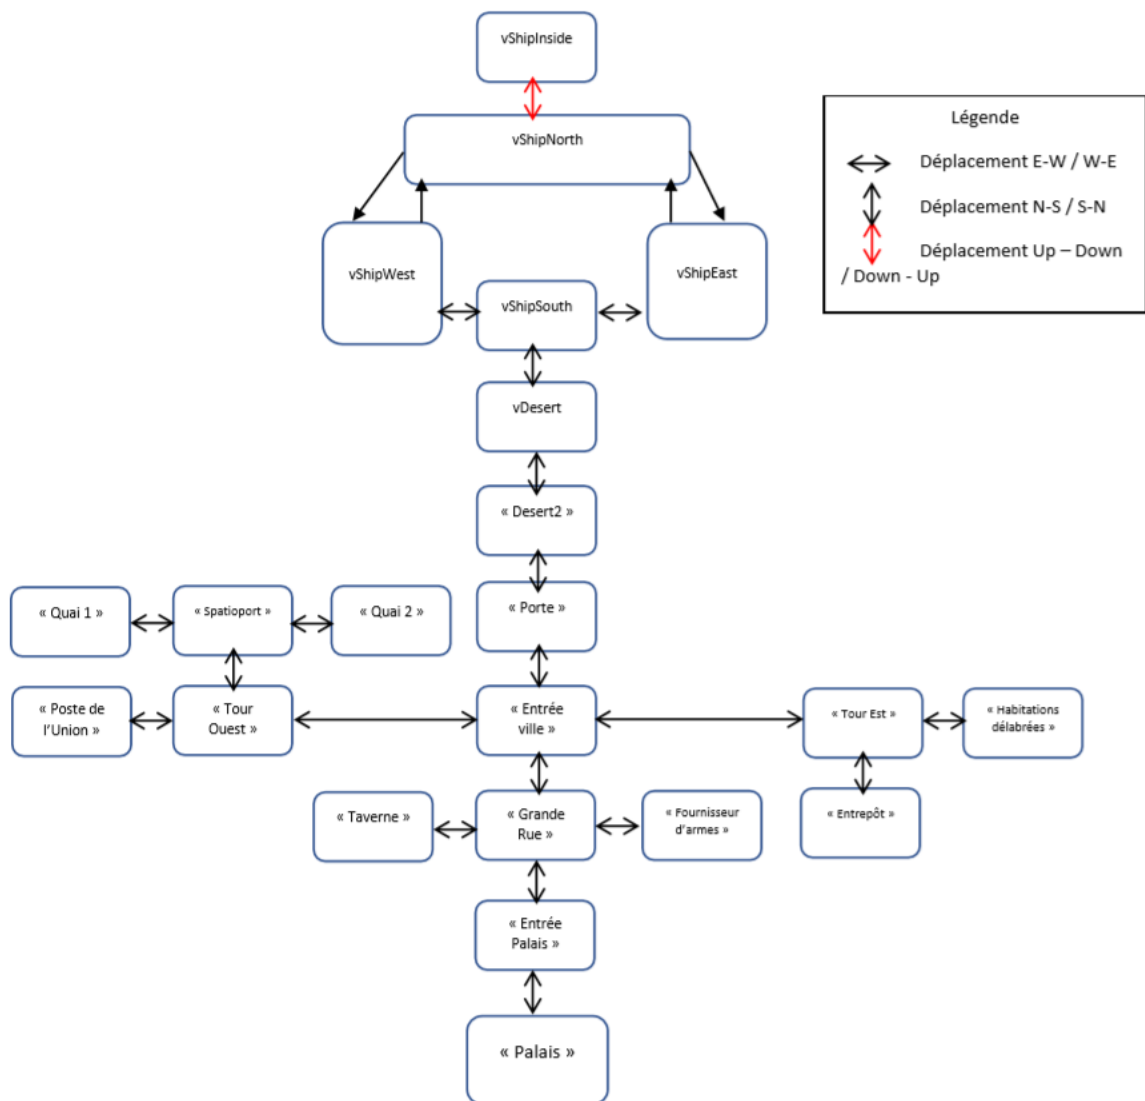 vShipInside
vShipNorth
Légende
Déplacement E-W / W-E
Déplacement N-S / S-N
Déplacement Up – Down
/ Down - Up
vShipWest
vShipEast
vShipSouth
vDesert
« Desert2 »
« Quai 1 »
« Spatioport »
« Quai 2 »
« Porte »
« Poste de
l’Union »
« Tour
Ouest »
« Entrée
ville »
« Tour Est »
« Habitations
délabrées »
« Taverne »
« Grande
Rue »
« Fournisseur
d’armes »
« Entrepôt »
« Entrée
Palais »
« Palais »